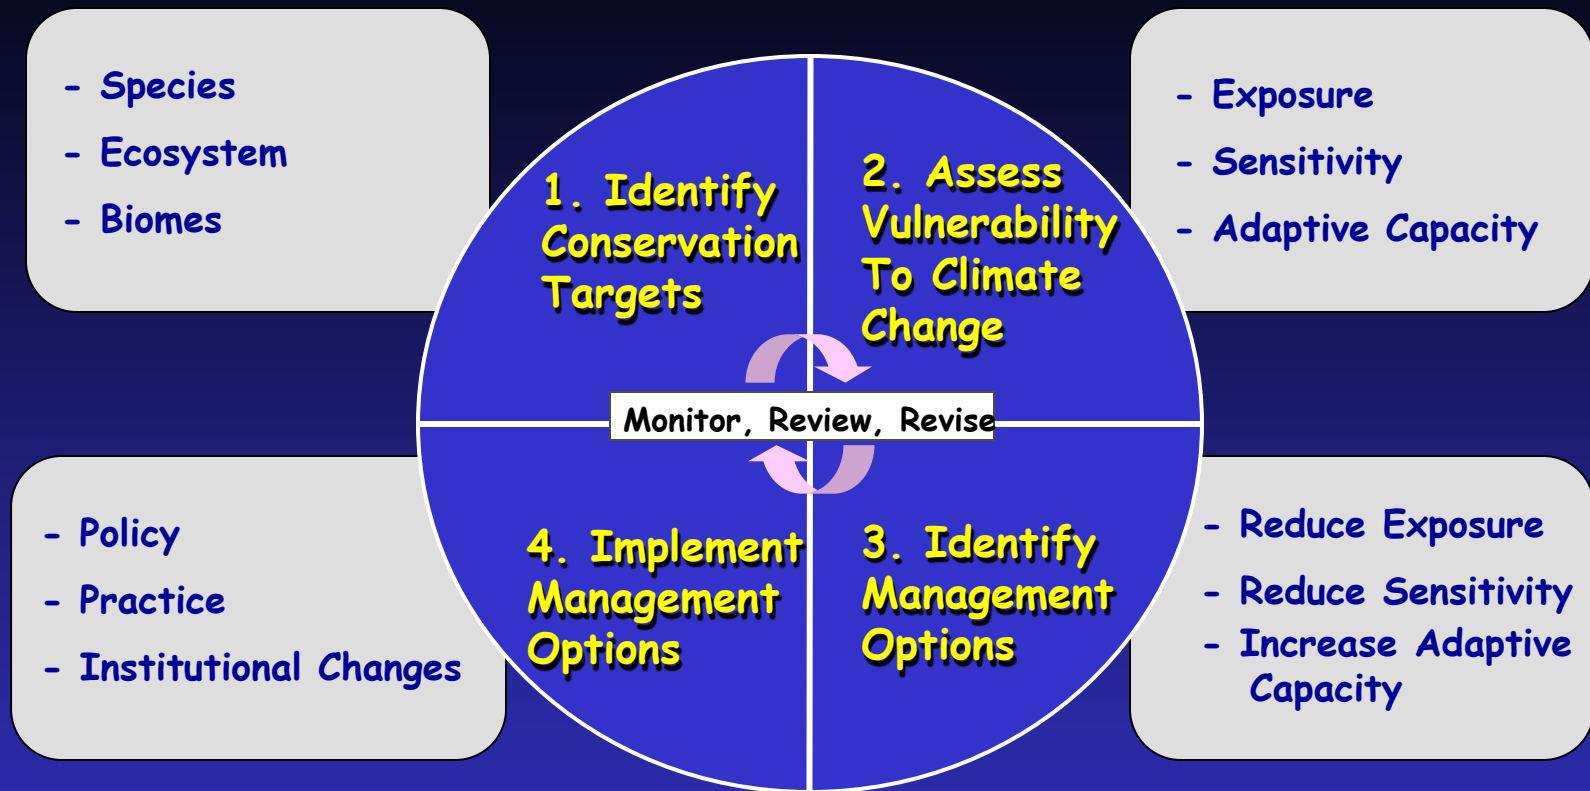 - Species
- Ecosystem
- Biomes
1. Identify
Conservation
Targets
2. Assess
Vulnerability
To Climate
Change
- Exposure
- Sensitivity
- Adaptive Capacity
Monitor, Review, Revise
- Policy
- Practice
- Institutional Changes
4. Implement
Management
Options
3. Identify
Management
Options
- Reduce Exposure
- Reduce Sensitivity
- Increase Adaptive
Capacity